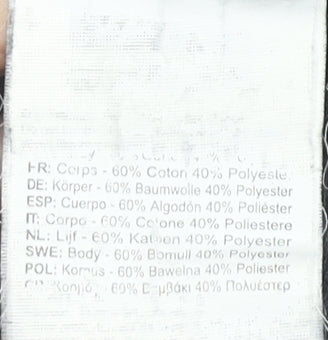 FR: Corps - 60% Coton 40% Polyeste
DE: Körper - 60% Baumwolle 40% Polyester
ESP: Cuerpo - 60% Algodón 40% Poliéster
IT: Corpo - 60% Cotone 40% Poliestere
NL: Lijf - 60% Katoen 40% Polyester
SWE: Body - 60% Bomull 40% Polyester
POL: Korpus - 60% Bawełna 40% Poliester
Κορμό - 60% Βαμβάκι 40% Πολυέστερ